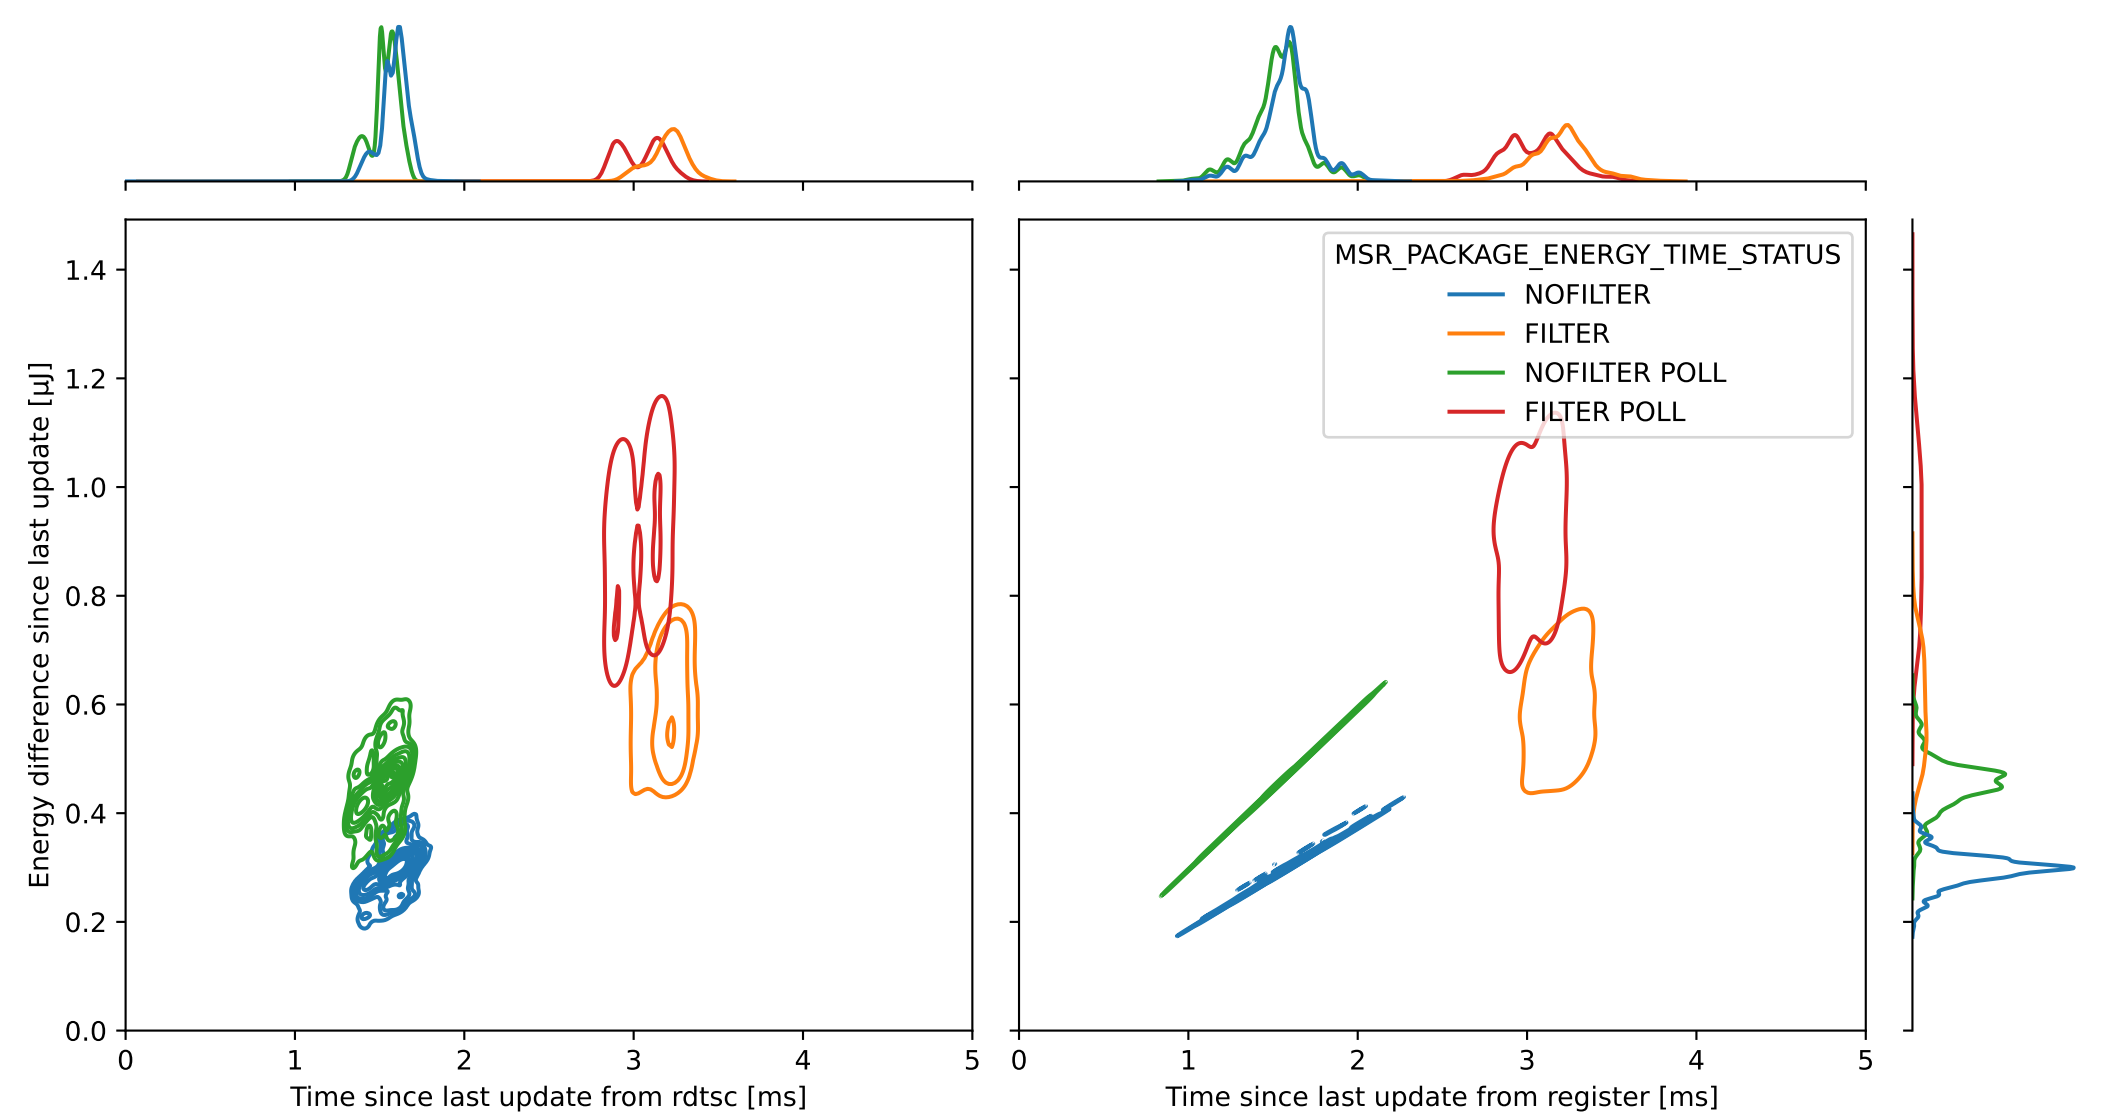 MSR_PACKAGE_ENERGY_TIME_STATUS
NOFILTER
FILTER
NOFILTER POLL
FILTER POLL
Energy difference since last update [µJ]
1.4
1.2
1.0
0.8
0.6
0.4
0.2
0.0
0 1 2 3 4 5
0 1 2 3 4 5
Time since last update from rdtsc [ms]
Time since last update from register [ms]